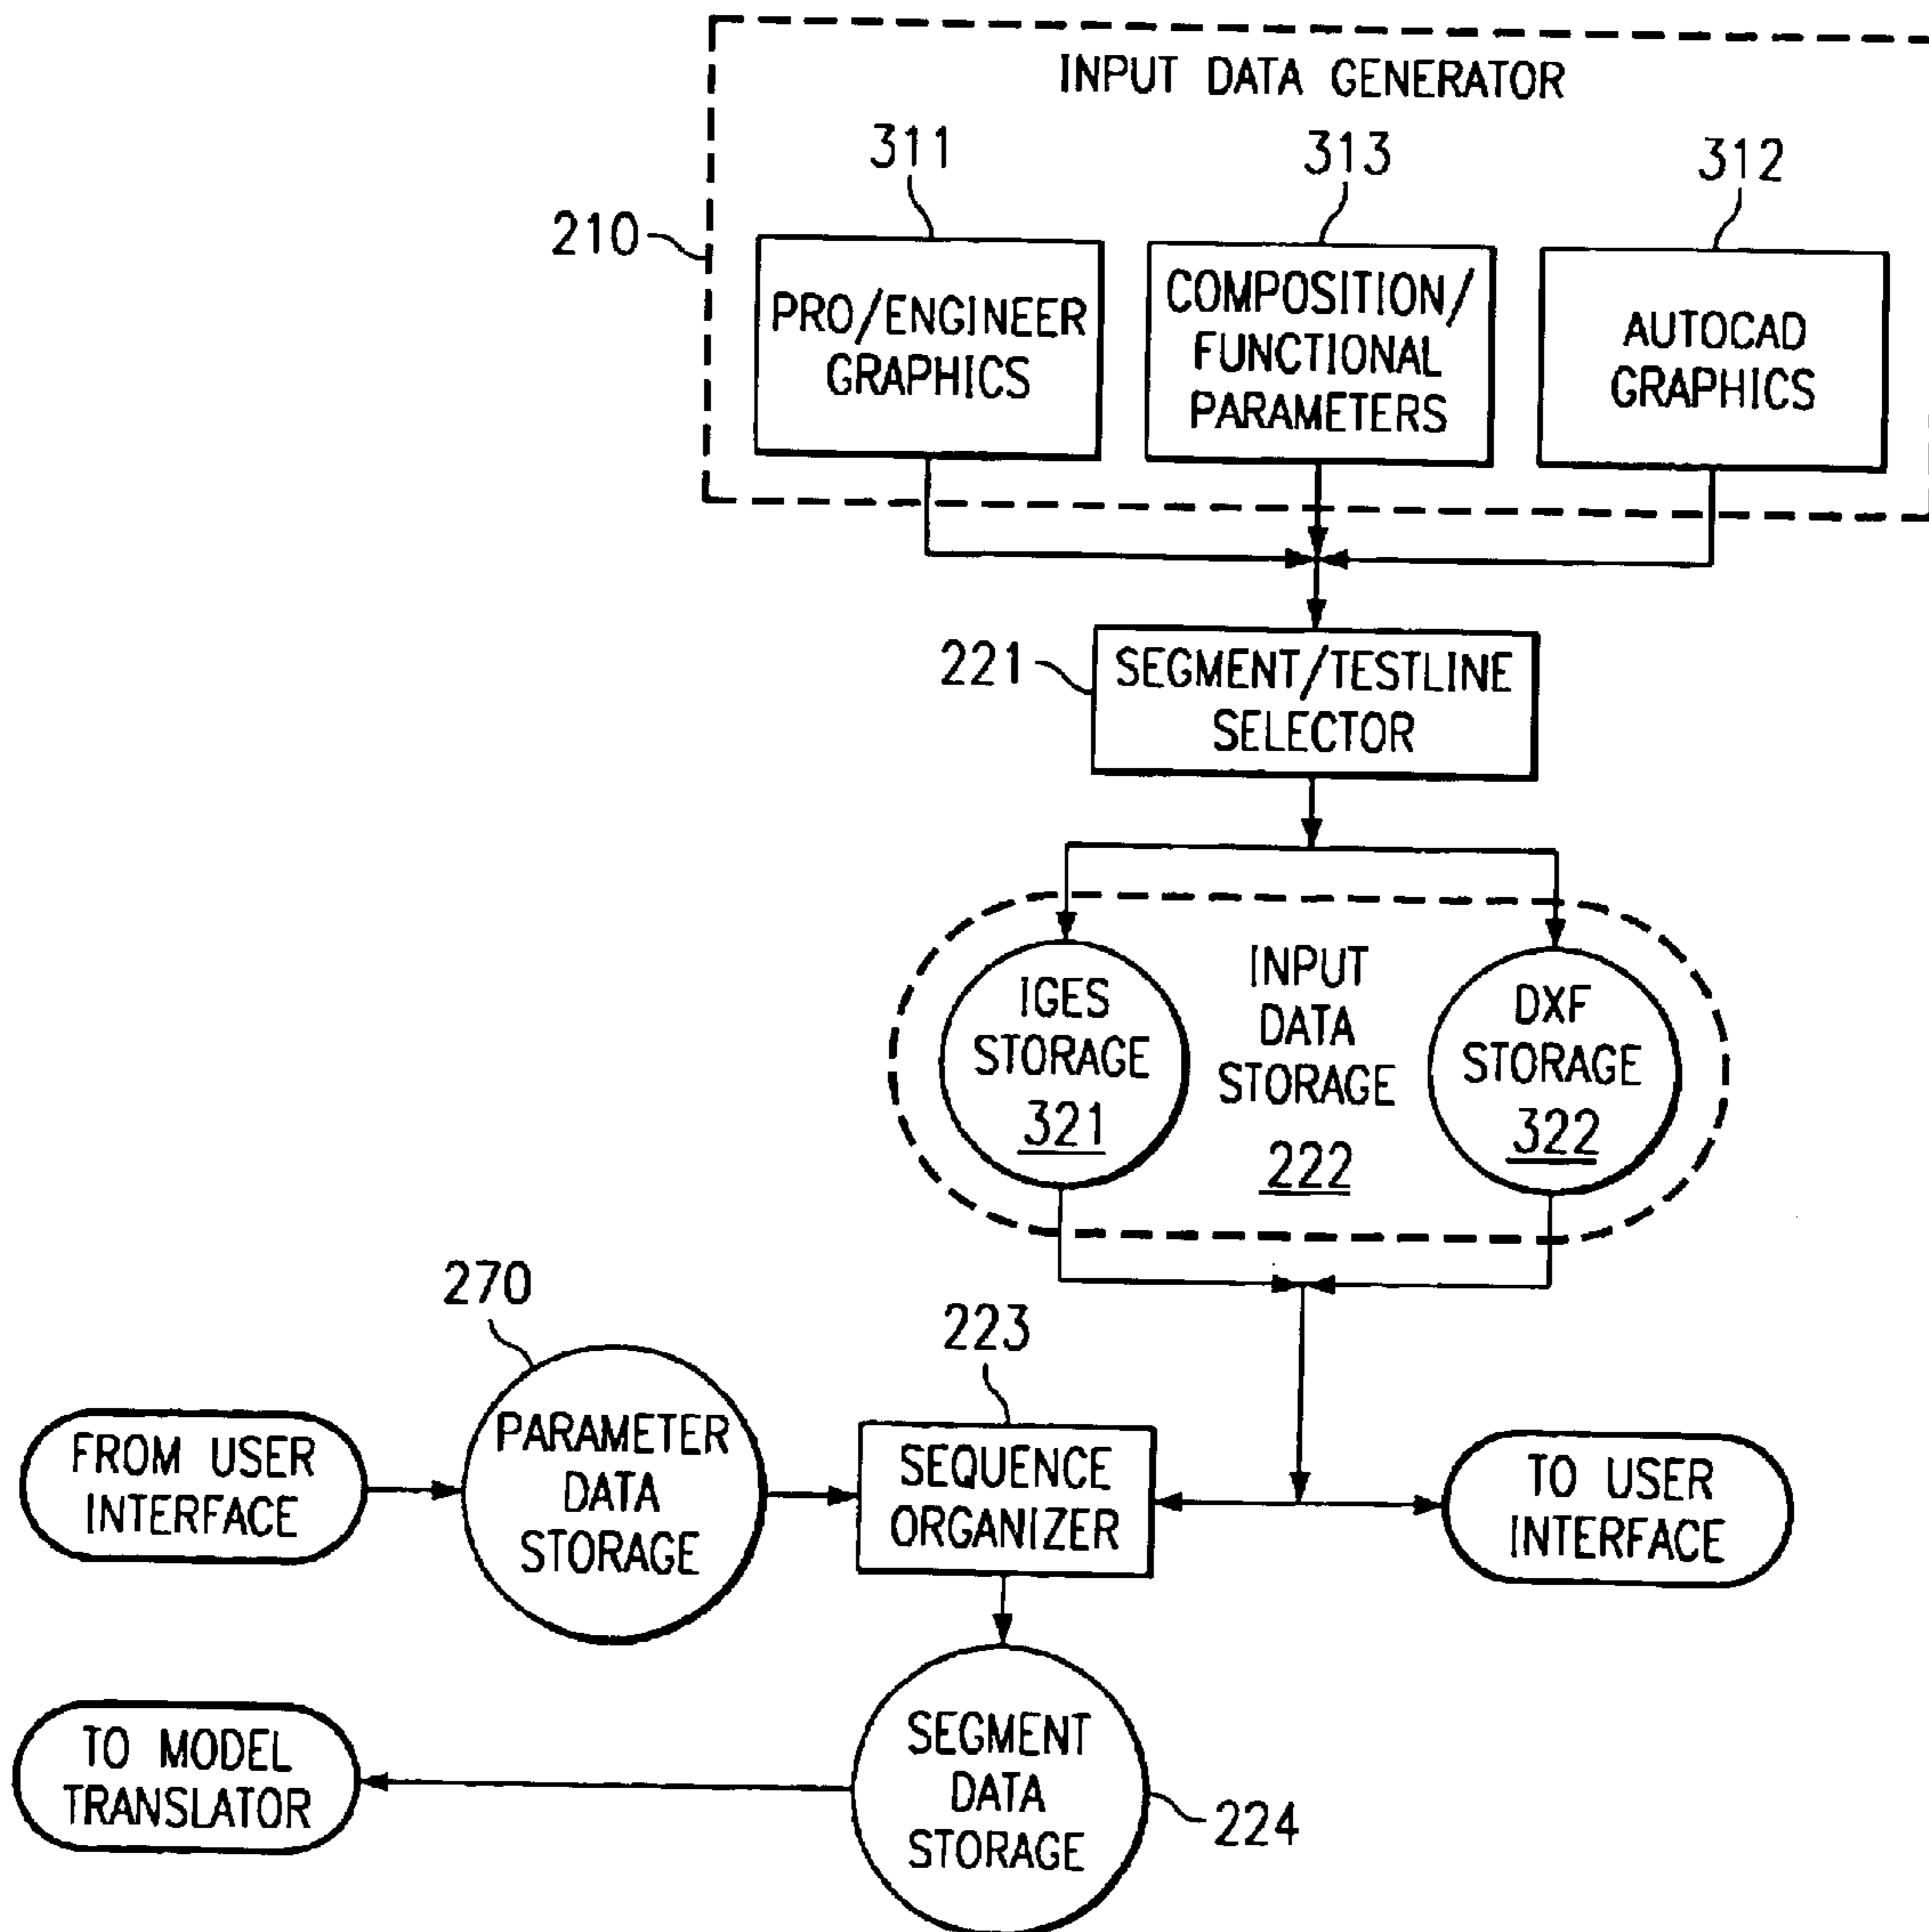 INPUT DATA GENERATOR
311
313
312
210
PRO/ENGINEER
GRAPHICS
COMPOSITION/
FUNCTIONAL
PARAMETERS
AUTOCAD
GRAPHICS
221
SEGMENT/TESTLINE
SELECTOR
IGES
STORAGE
321
INPUT
DATA
STORAGE
222
DXF
STORAGE
322
270
223
FROM USER
INTERFACE
PARAMETER
DATA
STORAGE
SEQUENCE
ORGANIZER
TO USER
INTERFACE
TO MODEL
TRANSLATOR
SEGMENT
DATA
STORAGE
224